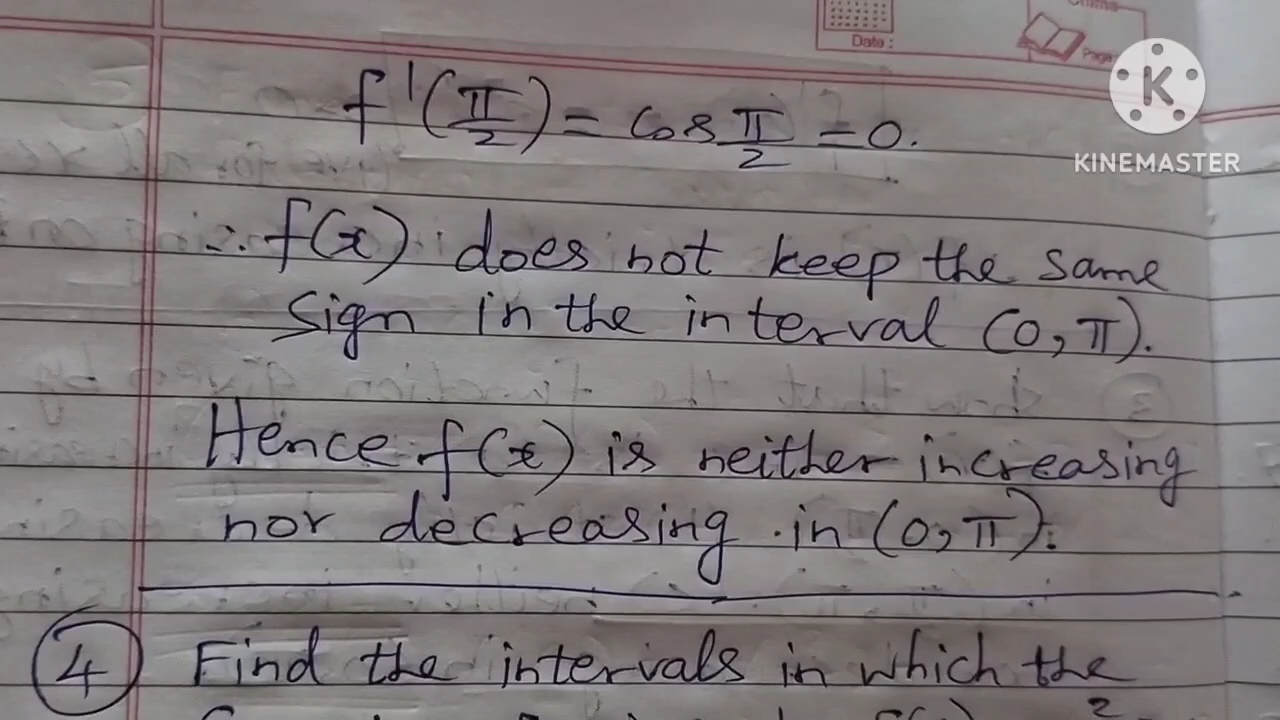 Date :
Page
KINEMASTER
f'(π/2) = cos π/2 = 0.
∴ f(x) does not keep the same
sign in the interval (0, π).
Hence f(x) is neither increasing
nor decreasing in (0, π).
4 Find the intervals in which the